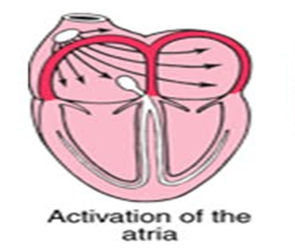 Activation of the
atria